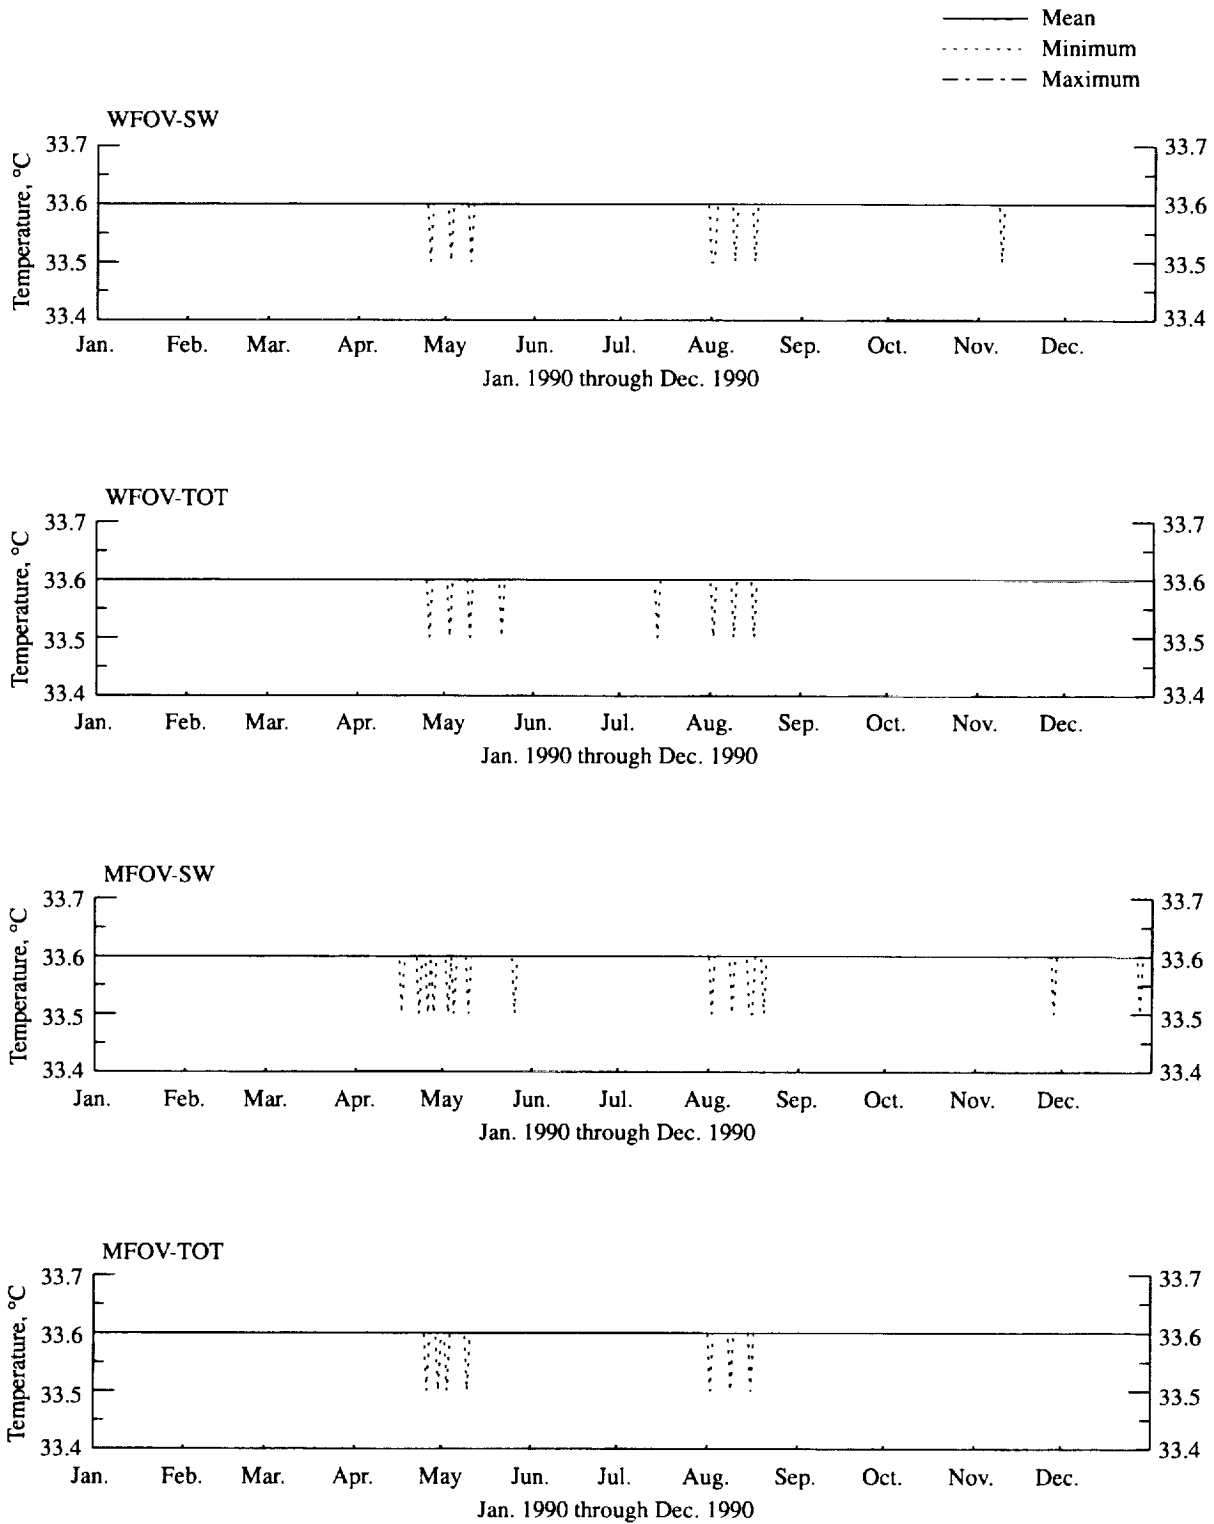 Mean
Minimum
Maximum
WFOV-SW
33.7
33.6
33.5
33.4
Temperature, °C
33.7
33.6
33.5
33.4
Jan. Feb. Mar. Apr. May Jun. Jul. Aug. Sep. Oct. Nov. Dec.
Jan. 1990 through Dec. 1990
WFOV-TOT
33.7
33.6
33.5
33.4
Temperature, °C
33.7
33.6
33.5
33.4
Jan. Feb. Mar. Apr. May Jun. Jul. Aug. Sep. Oct. Nov. Dec.
Jan. 1990 through Dec. 1990
MFOV-SW
33.7
33.6
33.5
33.4
Temperature, °C
33.7
33.6
33.5
33.4
Jan. Feb. Mar. Apr. May Jun. Jul. Aug. Sep. Oct. Nov. Dec.
Jan. 1990 through Dec. 1990
MFOV-TOT
33.7
33.6
33.5
33.4
Temperature, °C
33.7
33.6
33.5
33.4
Jan. Feb. Mar. Apr. May Jun. Jul. Aug. Sep. Oct. Nov. Dec.
Jan. 1990 through Dec. 1990